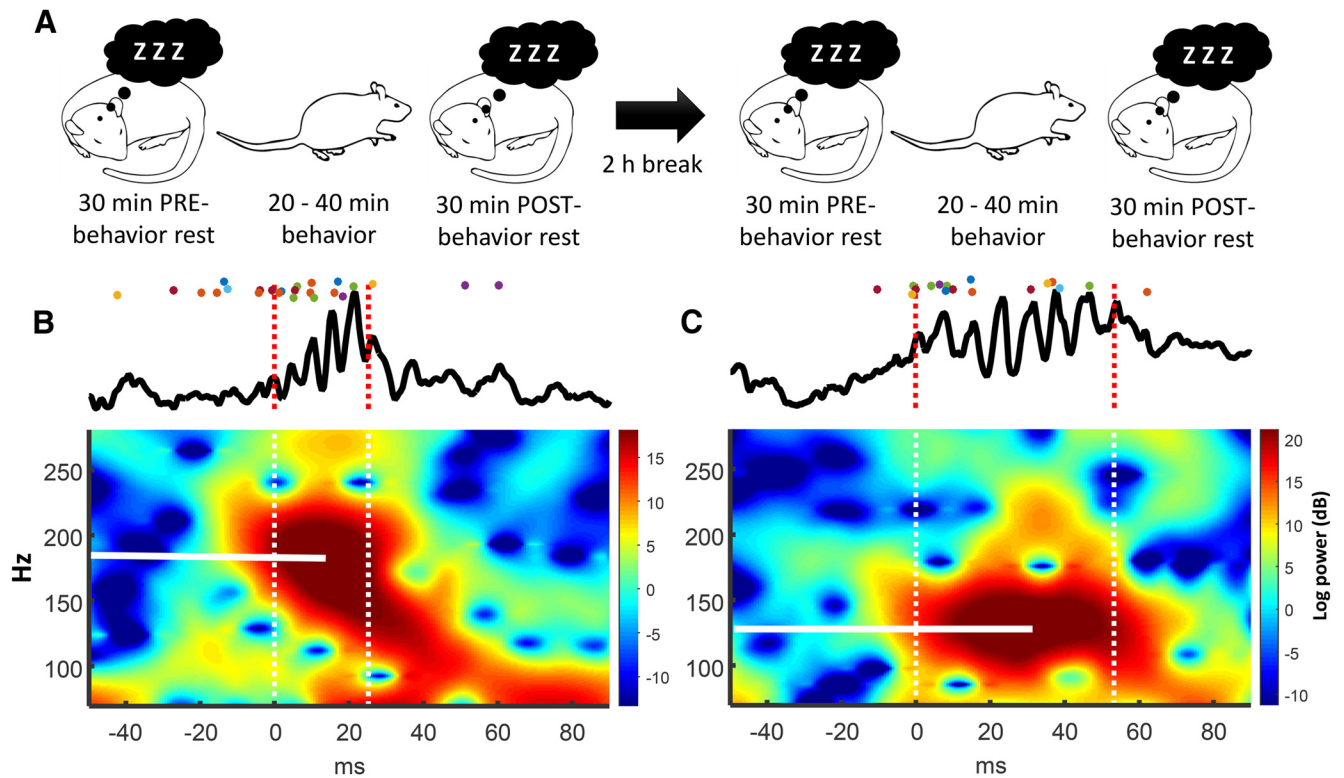 A
Z Z Z
Z Z Z
Z Z Z
Z Z Z
2 h break
30 min PRE-
behavior rest
20 - 40 min
behavior
30 min POST-
behavior rest
30 min PRE-
behavior rest
20 - 40 min
behavior
30 min POST-
behavior rest
B
C
250
200
150
100
Hz
-40 -20 0 20 40 60 80
ms
15
10
5
0
-5
-10
250
200
150
100
-40 -20 0 20 40 60 80
ms
20
15
10
5
0
-5
-10
Log power (dB)